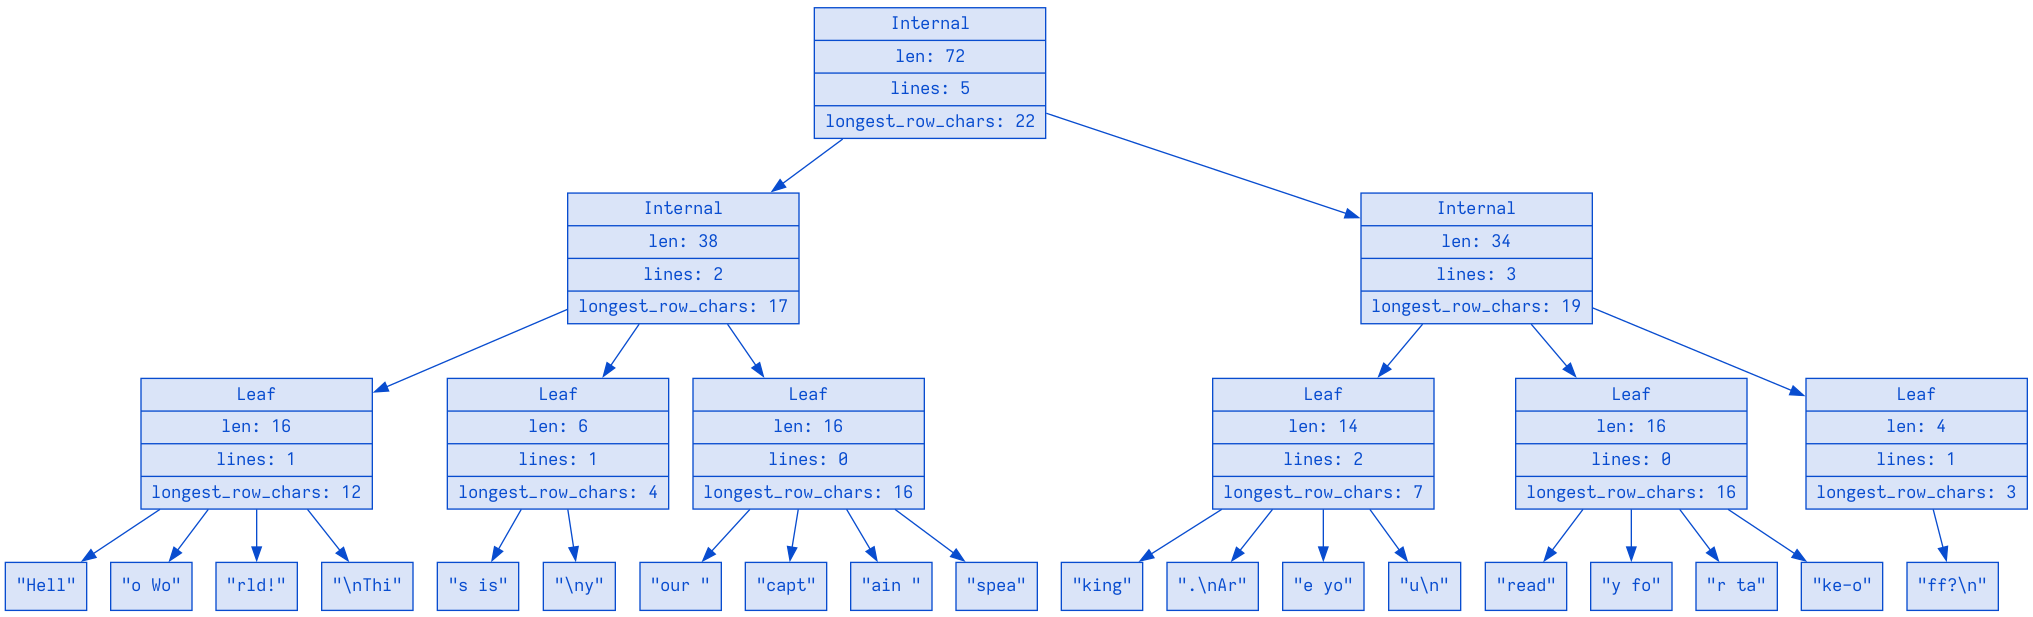 Internal
len: 72
lines: 5
longest_row_chars: 22
Internal
len: 38
lines: 2
longest_row_chars: 17
Internal
len: 34
lines: 3
longest_row_chars: 19
Leaf
len: 16
lines: 1
longest_row_chars: 12
Leaf
len: 6
lines: 1
longest_row_chars: 4
Leaf
len: 16
lines: 0
longest_row_chars: 16
Leaf
len: 14
lines: 2
longest_row_chars: 7
Leaf
len: 16
lines: 0
longest_row_chars: 16
Leaf
len: 4
lines: 1
longest_row_chars: 3
"Hell"
"o Wo"
"rld!"
"\nThi"
"s is"
"\ny"
"our "
"capt"
"ain "
"spea"
"king"
".\nAr"
"e yo"
"u\n"
"read"
"y fo"
"r ta"
"ke-o"
"ff?\n"